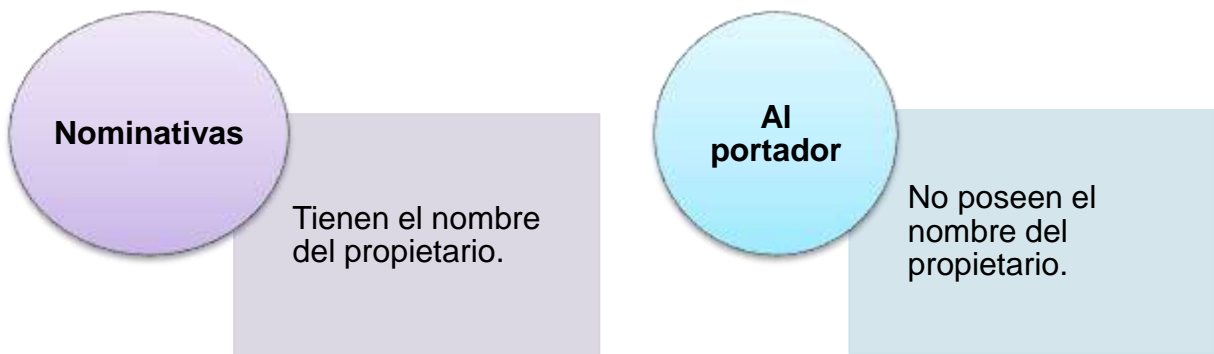 Nominativas
Tienen el nombre
del propietario.
Al
portador
No poseen el
nombre del
propietario.